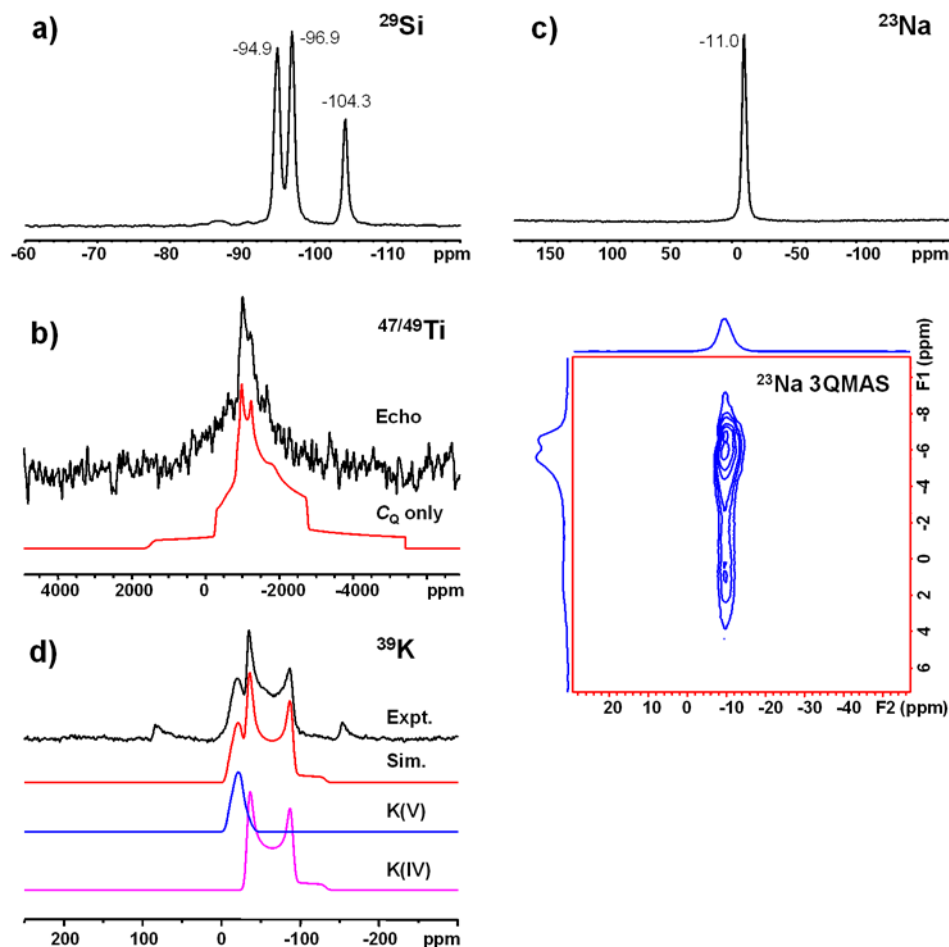 a)
²⁹Si
-94.9
-96.9
-104.3
-60 -70 -80 -90 -100 -110 ppm
c)
²³Na
-11.0
150 100 50 0 -50 -100 ppm
b)
⁴⁷/⁴⁹Ti
Echo
C_Q only
4000 2000 0 -2000 -4000 ppm
²³Na 3QMAS
F1 (ppm)
-8
-6
-4
-2
0
2
4
6
20 10 0 -10 -20 -30 -40 F2 (ppm)
d)
³⁹K
Expt.
Sim.
K(V)
K(IV)
200 100 0 -100 -200 ppm